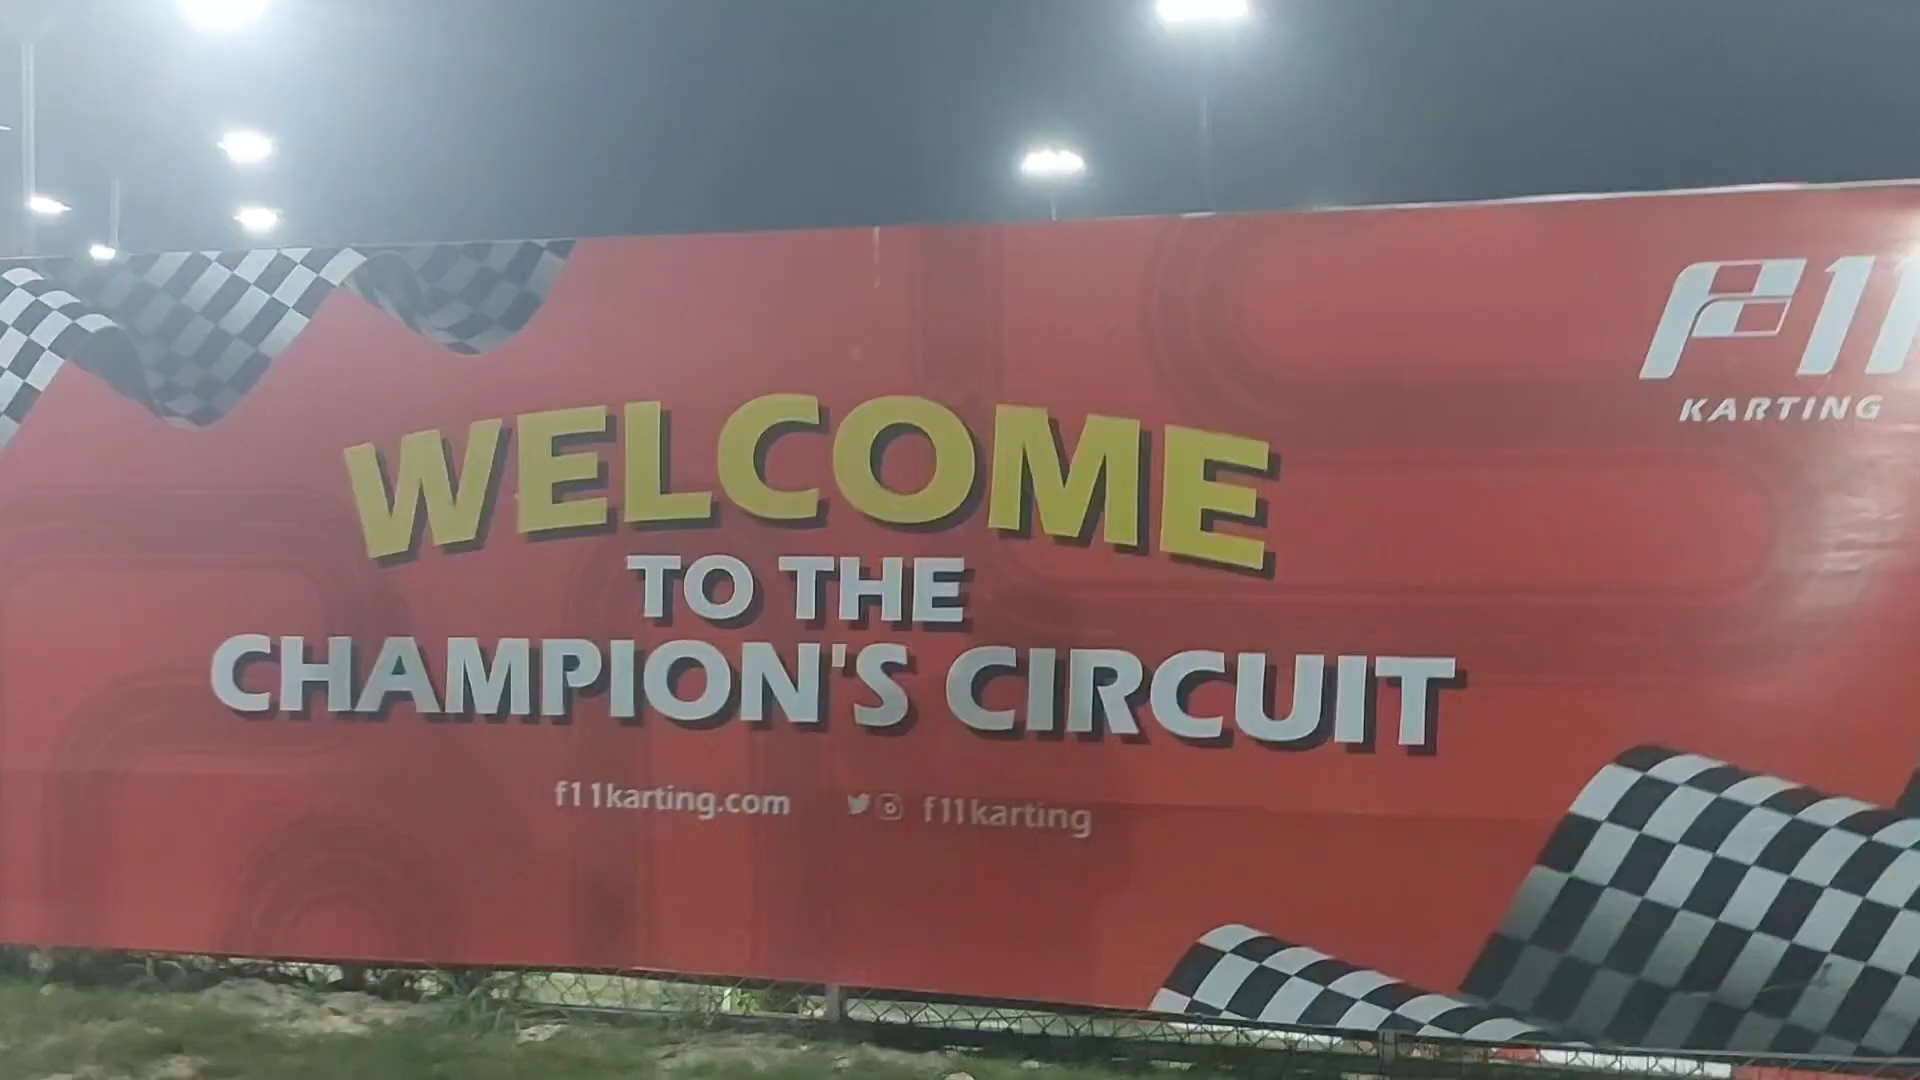 F11
KARTING
WELCOME
TO THE
CHAMPION'S CIRCUIT
f11karting.com f11karting